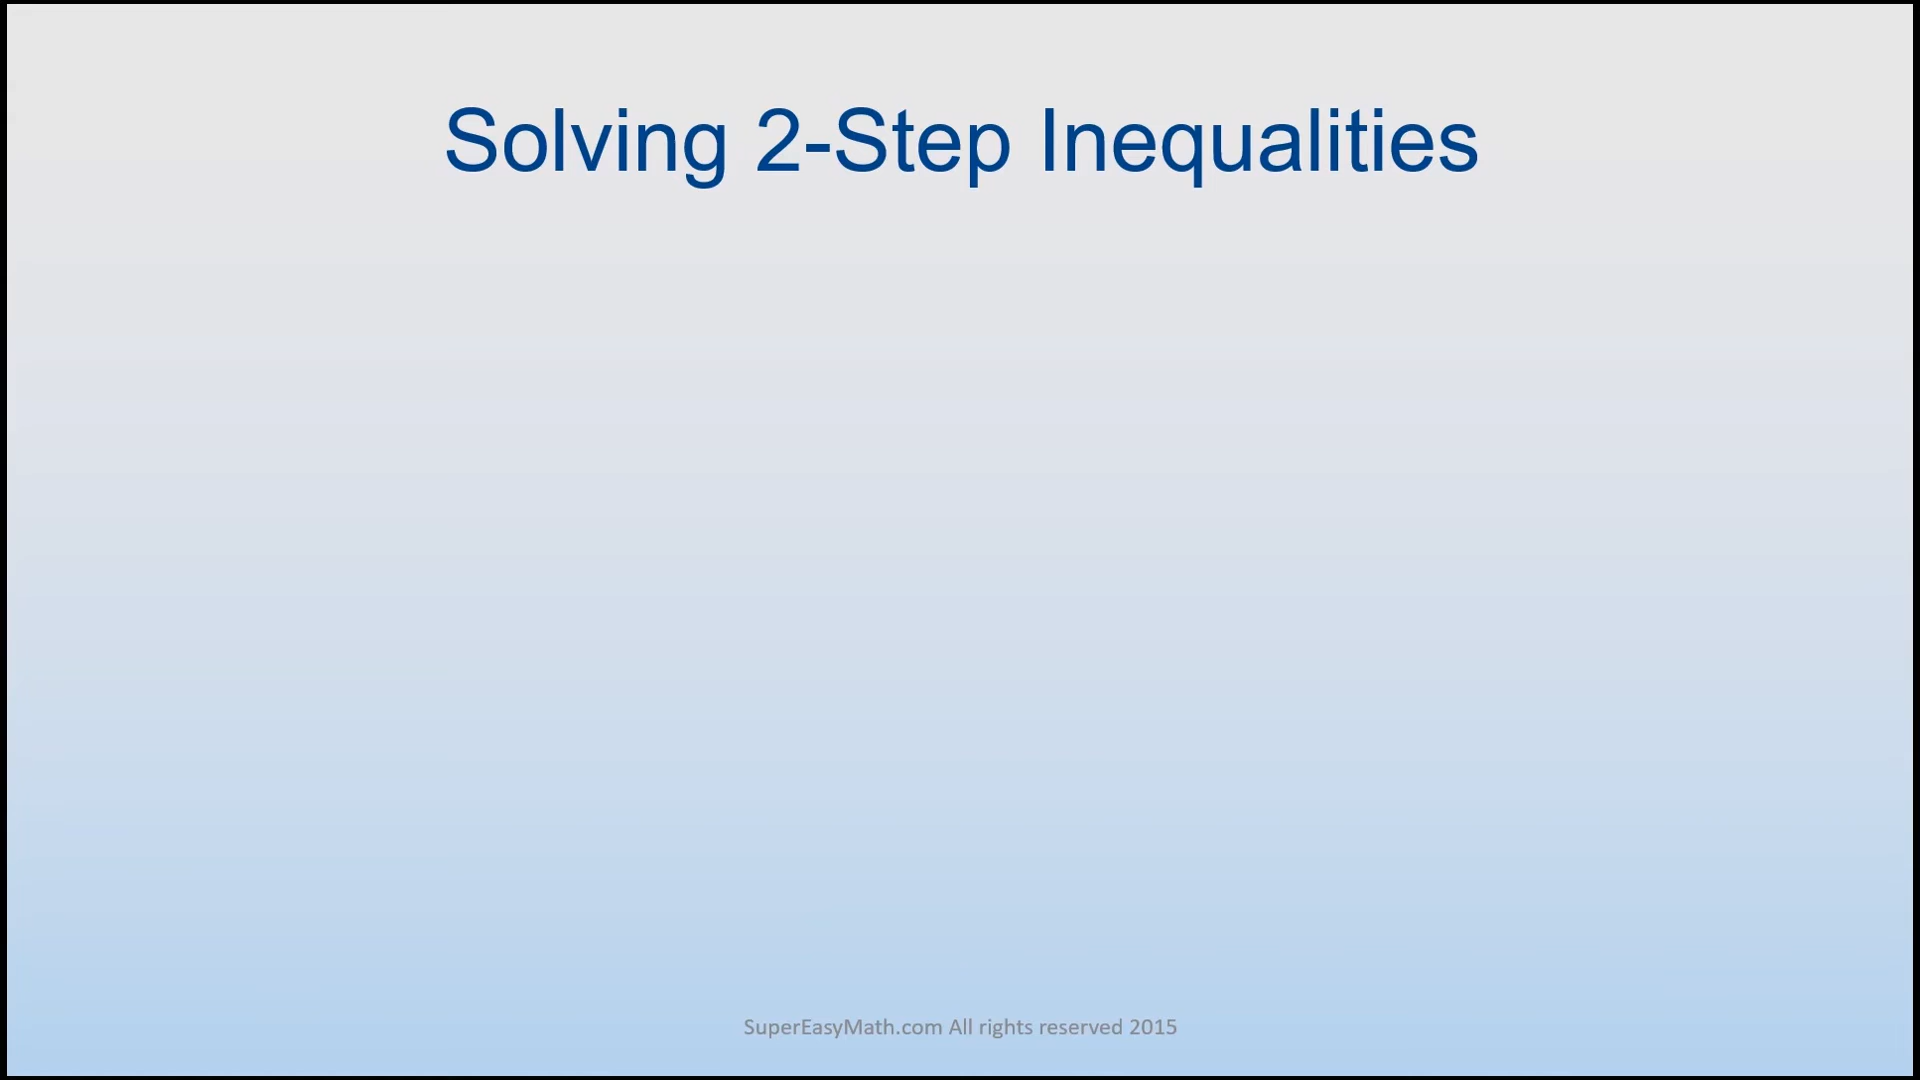 Solving 2-Step Inequalities
SuperEasyMath.com All rights reserved 2015